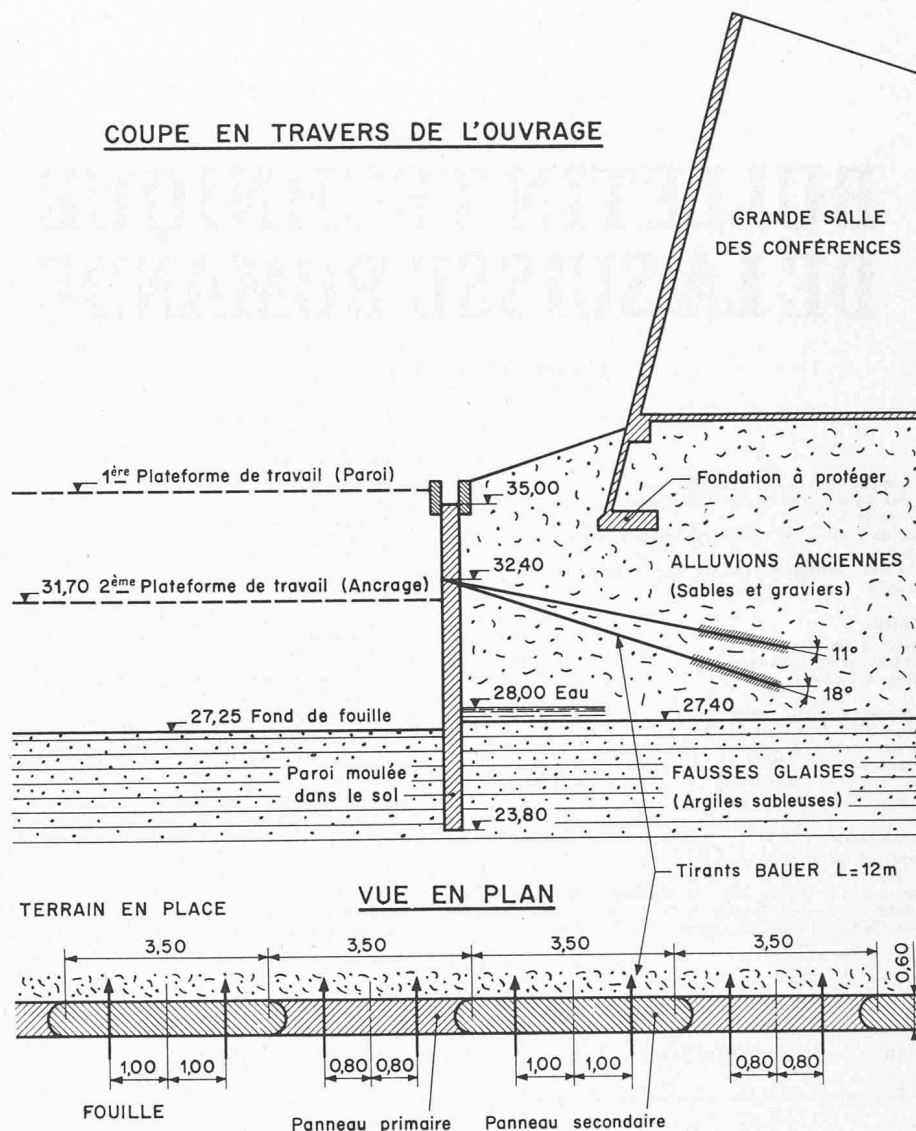 COUPE EN TRAVERS DE L'OUVRAGE
GRANDE SALLE
DES CONFÉRENCES
1ère Plateforme de travail (Paroi)
35,00
Fondation à protéger
32,40
ALLUVIONS ANCIENNES
(Sables et graviers)
31,70 2ème Plateforme de travail (Ancrage)
11°
18°
28,00 Eau
27,40
27,25 Fond de fouille
Paroi moulée
dans le sol
FAUSSES GLAISES
(Argiles sableuses)
23,80
Tirants BAUER L=12m
VUE EN PLAN
TERRAIN EN PLACE
3,50 3,50 3,50 3,50
0,60
1,00 1,00 0,80 0,80 1,00 1,00 0,80 0,80
FOUILLE
Panneau primaire Panneau secondaire